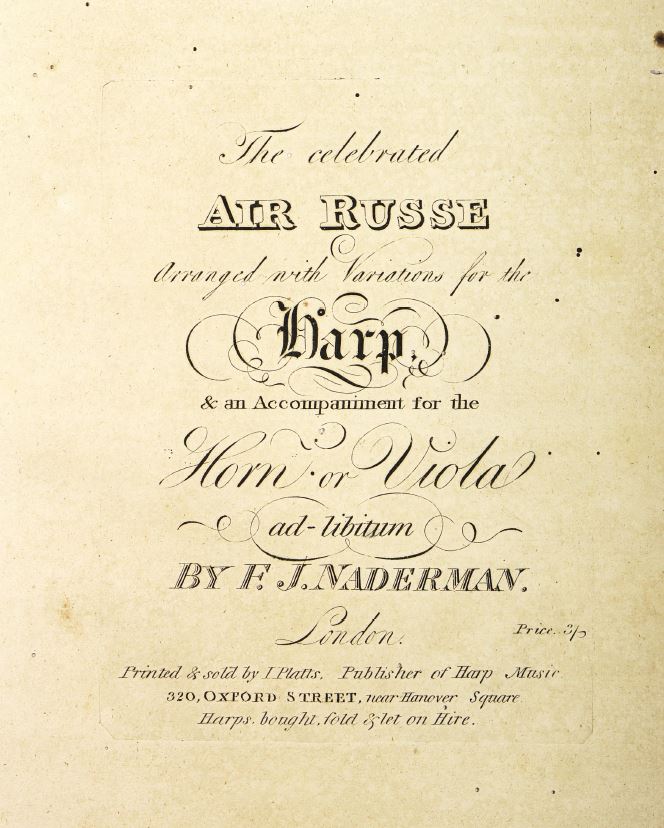 The celebrated
AIR RUSSE
Arranged with Variations for the
Harp,
& an Accompaniment for the
Horn or Viola
ad-libitum
BY F. J. NADERMAN.
London.
Price. 3/
Printed & sold by I. Platts, Publisher of Harp Music
320, OXFORD STREET, near Hanover Square
Harps, bought, sold & let on Hire.